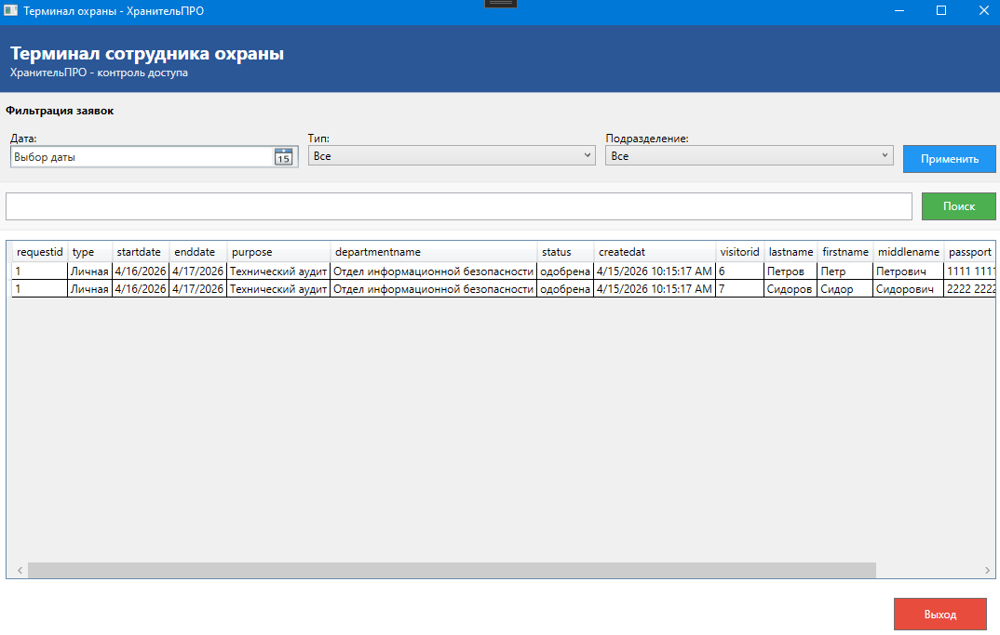 Терминал охраны - ХранительПРО
Терминал сотрудника охраны
ХранительПРО - контроль доступа
Фильтрация заявок
Дата: Тип: Подразделение:
Выбор даты 15 Все Все Применить
Поиск
requestid type startdate enddate purpose departmentname status createdat visitorid lastname firstname middlename passport
1 Личная 4/16/2026 4/17/2026 Технический аудит Отдел информационной безопасности одобрена 4/15/2026 10:15:17 AM 6 Петров Петр Петрович 1111 1111
1 Личная 4/16/2026 4/17/2026 Технический аудит Отдел информационной безопасности одобрена 4/15/2026 10:15:17 AM 7 Сидоров Сидор Сидорович 2222 2222
Выход